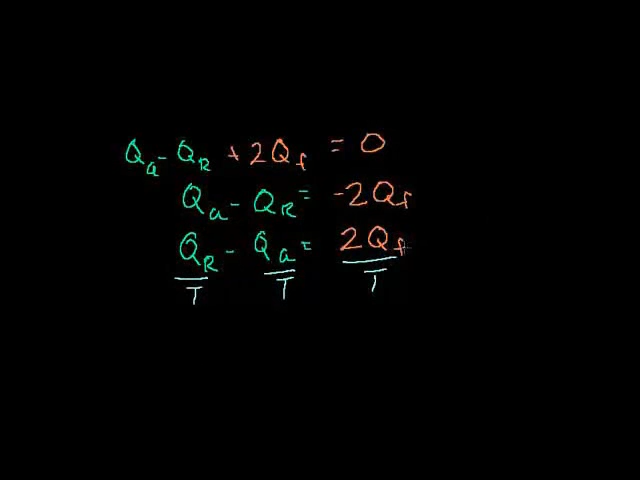 Qa - QR + 2Qf = 0
Qa - QR = -2Qf
QR/T - Qa/T = 2Qf/T